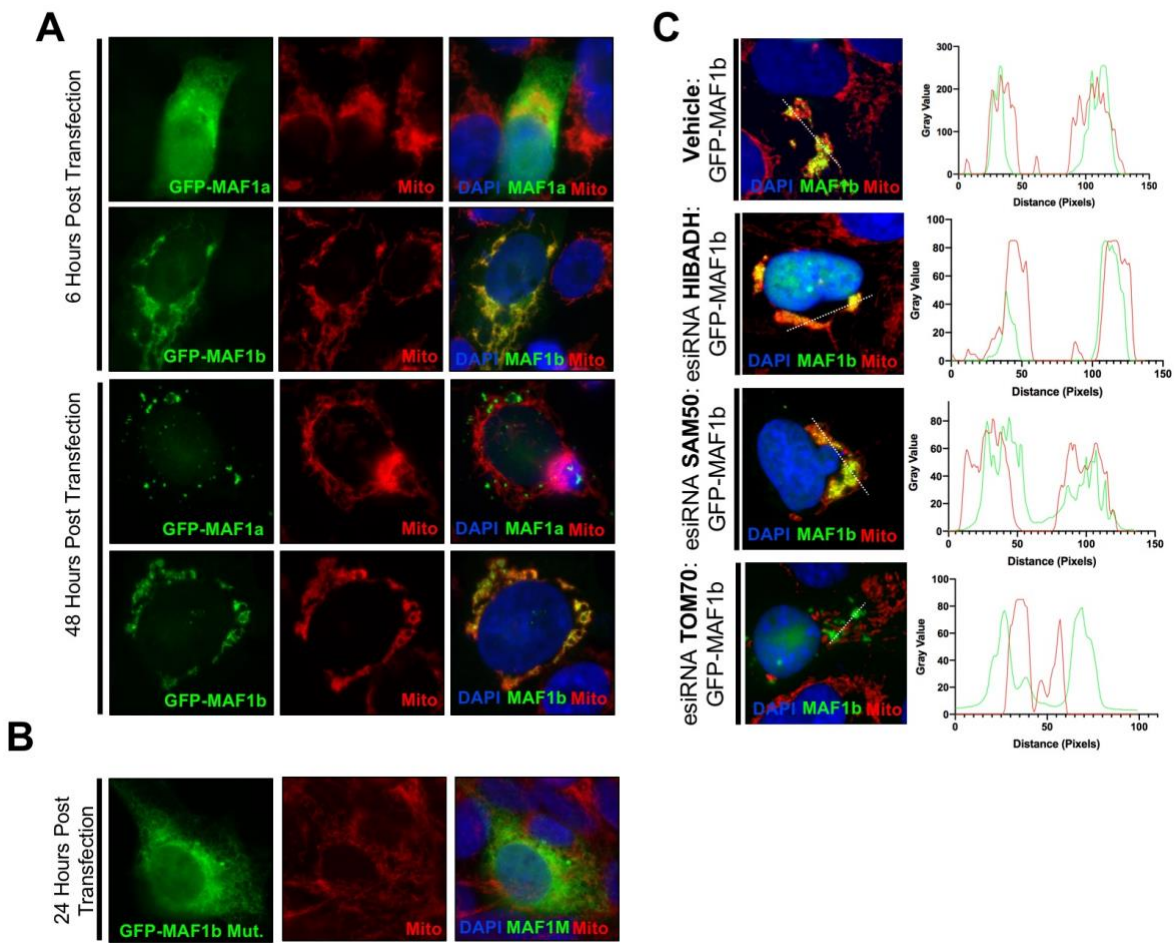 A
6 Hours Post Transfection
GFP-MAF1a
Mito
DAPI MAF1a Mito
GFP-MAF1b
Mito
DAPI MAF1b Mito
48 Hours Post Transfection
GFP-MAF1a
Mito
DAPI MAF1a Mito
GFP-MAF1b
Mito
DAPI MAF1b Mito
B
24 Hours Post
Transfection
GFP-MAF1b Mut.
Mito
DAPI MAF1M Mito
C
Vehicle:
GFP-MAF1b
DAPI MAF1b Mito
Gray Value
300
200
100
0
0 50 100 150
Distance (Pixels)
esiRNA HIBADH:
GFP-MAF1b
DAPI MAF1b Mito
Gray Value
100
80
60
40
20
0
0 50 100 150
Distance (Pixels)
esiRNA SAM50:
GFP-MAF1b
DAPI MAF1b Mito
Gray Value
100
80
60
40
20
0
0 50 100 150
Distance (Pixels)
esiRNA TOM70:
GFP-MAF1b
DAPI MAF1b Mito
Gray Value
100
80
60
40
20
0
0 50 100
Distance (Pixels)